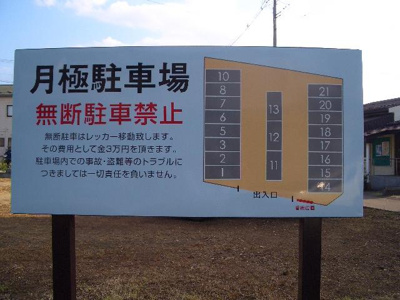 月極駐車場
無断駐車禁止
無断駐車はレッカー移動致します。
その費用として金3万円を頂きます。
駐車場内での事故・盗難等のトラブルに
つきましては一切責任を負いません。
10
8
7
6
5
3
2
1
13
12
11
21
20
19
18
17
16
15
14
出入口